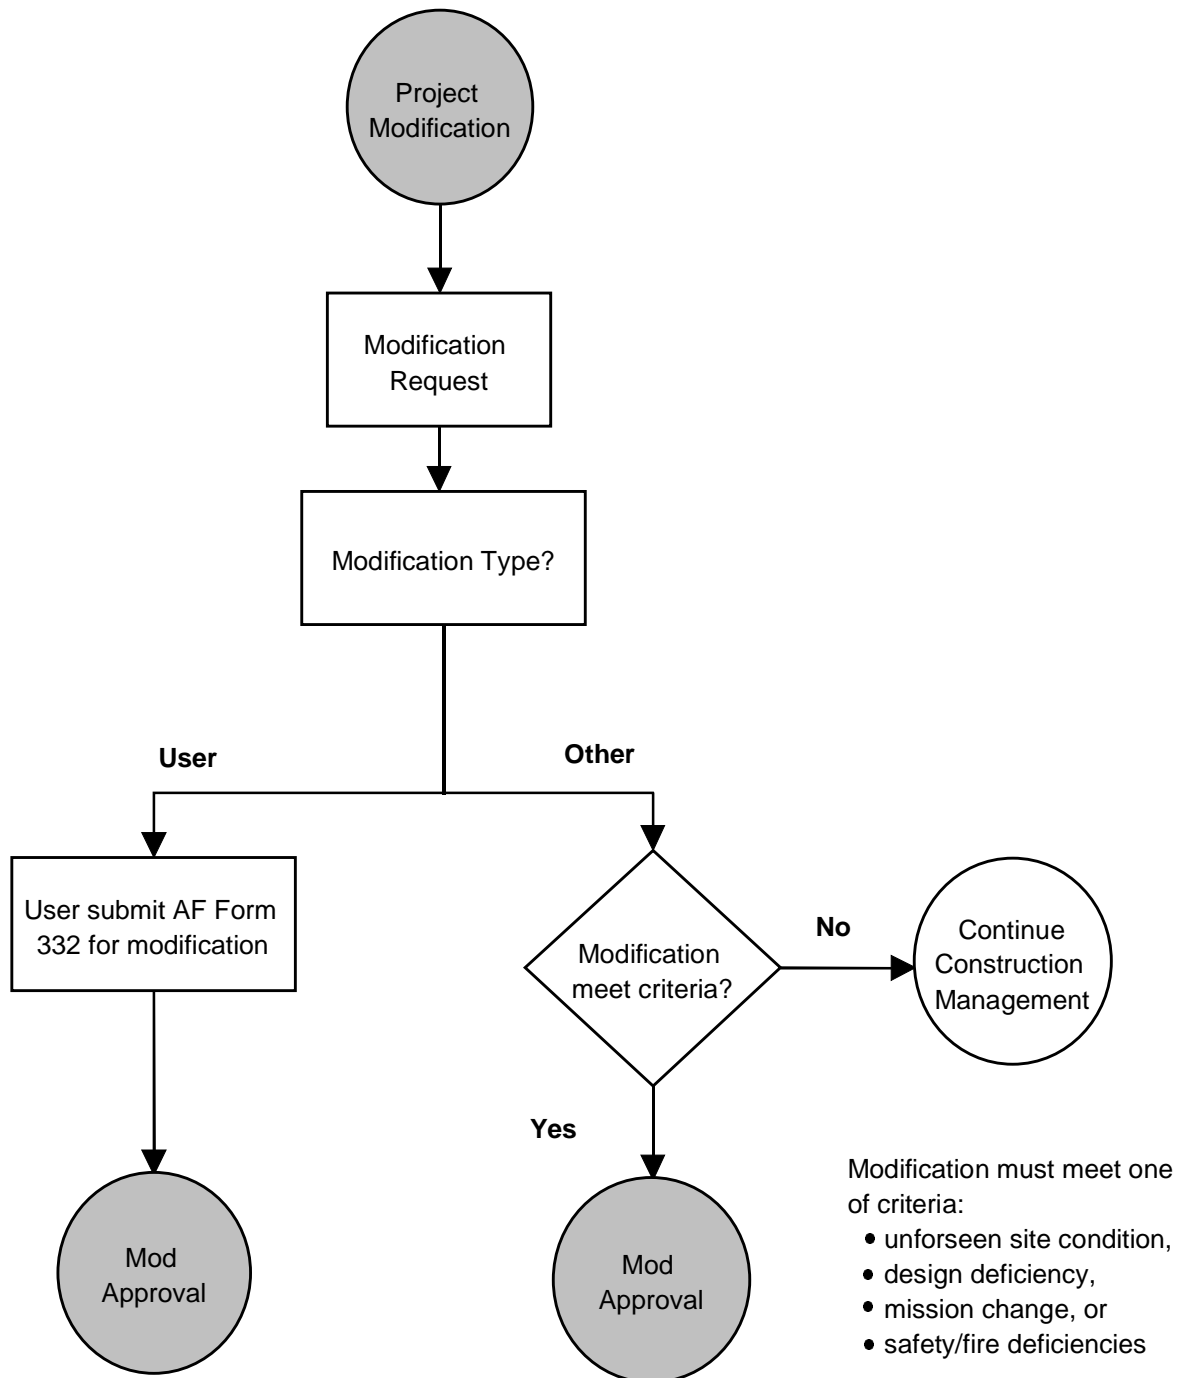 Project
Modification
Modification
Request
Modification Type?
User
Other
User submit AF Form
332 for modification
Modification
meet criteria?
No
Continue
Construction
Management
Yes
Mod
Approval
Mod
Approval
Modification must meet one
of criteria:
• unforseen site condition,
• design deficiency,
• mission change, or
• safety/fire deficiencies